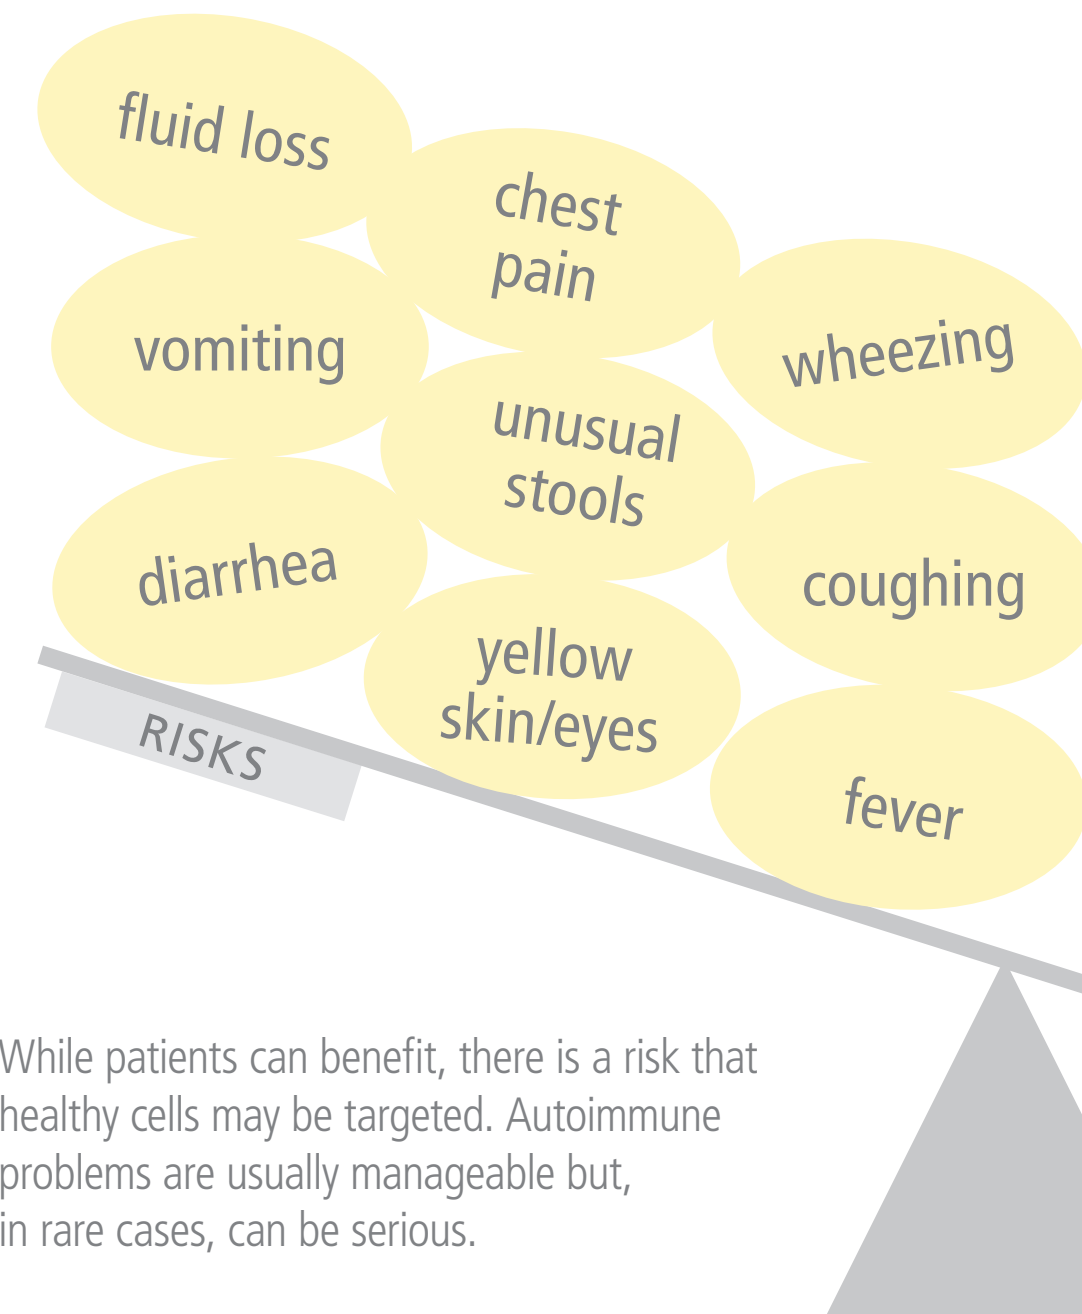 fluid loss
chest
pain
wheezing
vomiting
unusual
stools
coughing
diarrhea
yellow
skin/eyes
fever
RISKS
While patients can benefit, there is a risk that
healthy cells may be targeted. Autoimmune
problems are usually manageable but,
in rare cases, can be serious.